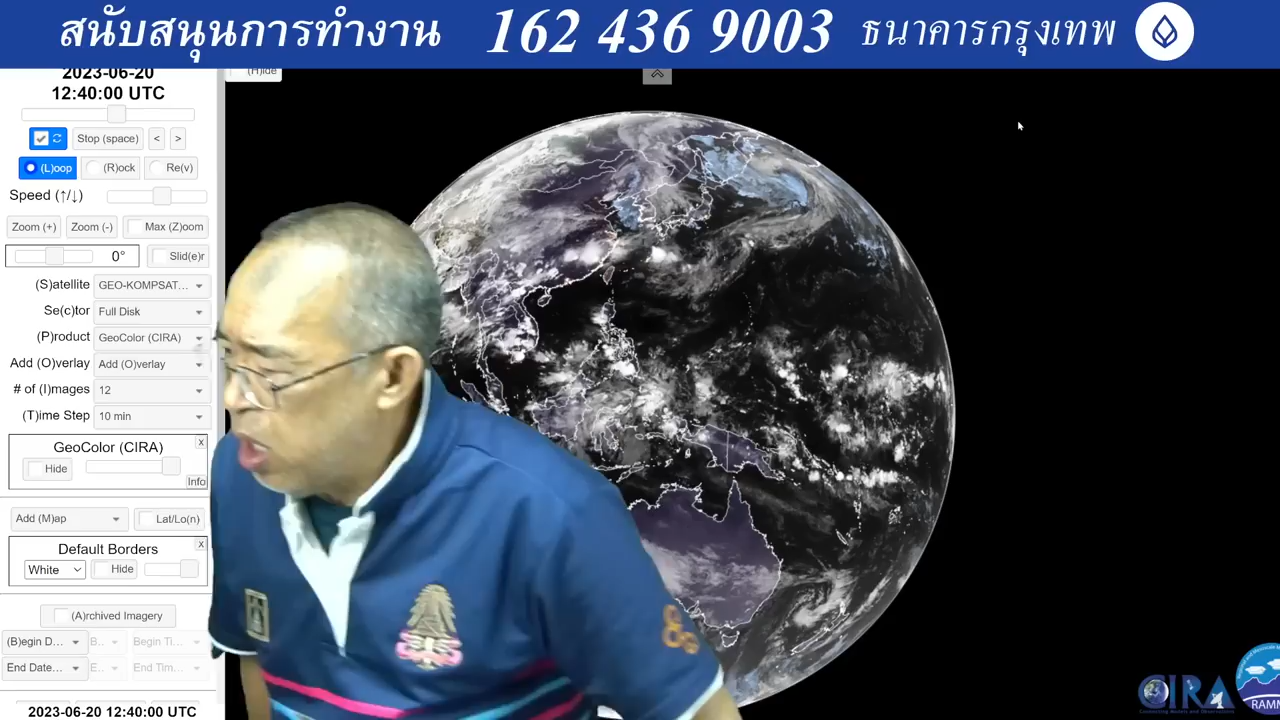 สนับสนุนการทำงาน 162 436 9003 ธนาคารกรุงเทพ
2023-06-20
12:40:00 UTC
(H)ide
Stop (space) < >
(L)oop (R)ock Re(v)
Speed (↑/↓)
Zoom (+) Zoom (-) Max (Z)oom
0° Slid(e)r
(S)atellite GEO-KOMPSAT...
Se(c)tor Full Disk
(P)roduct GeoColor (CIRA)
Add (O)verlay Add (O)verlay
# of (I)mages 12
(T)ime Step 10 min
GeoColor (CIRA) x
Hide
Info
Add (M)ap Lat/Lo(n)
Default Borders x
White Hide
(A)rchived Imagery
(B)egin D... B... Begin Ti...
End Date... E... End Tim...
2023-06-20 12:40:00 UTC
CIRA
RAMM